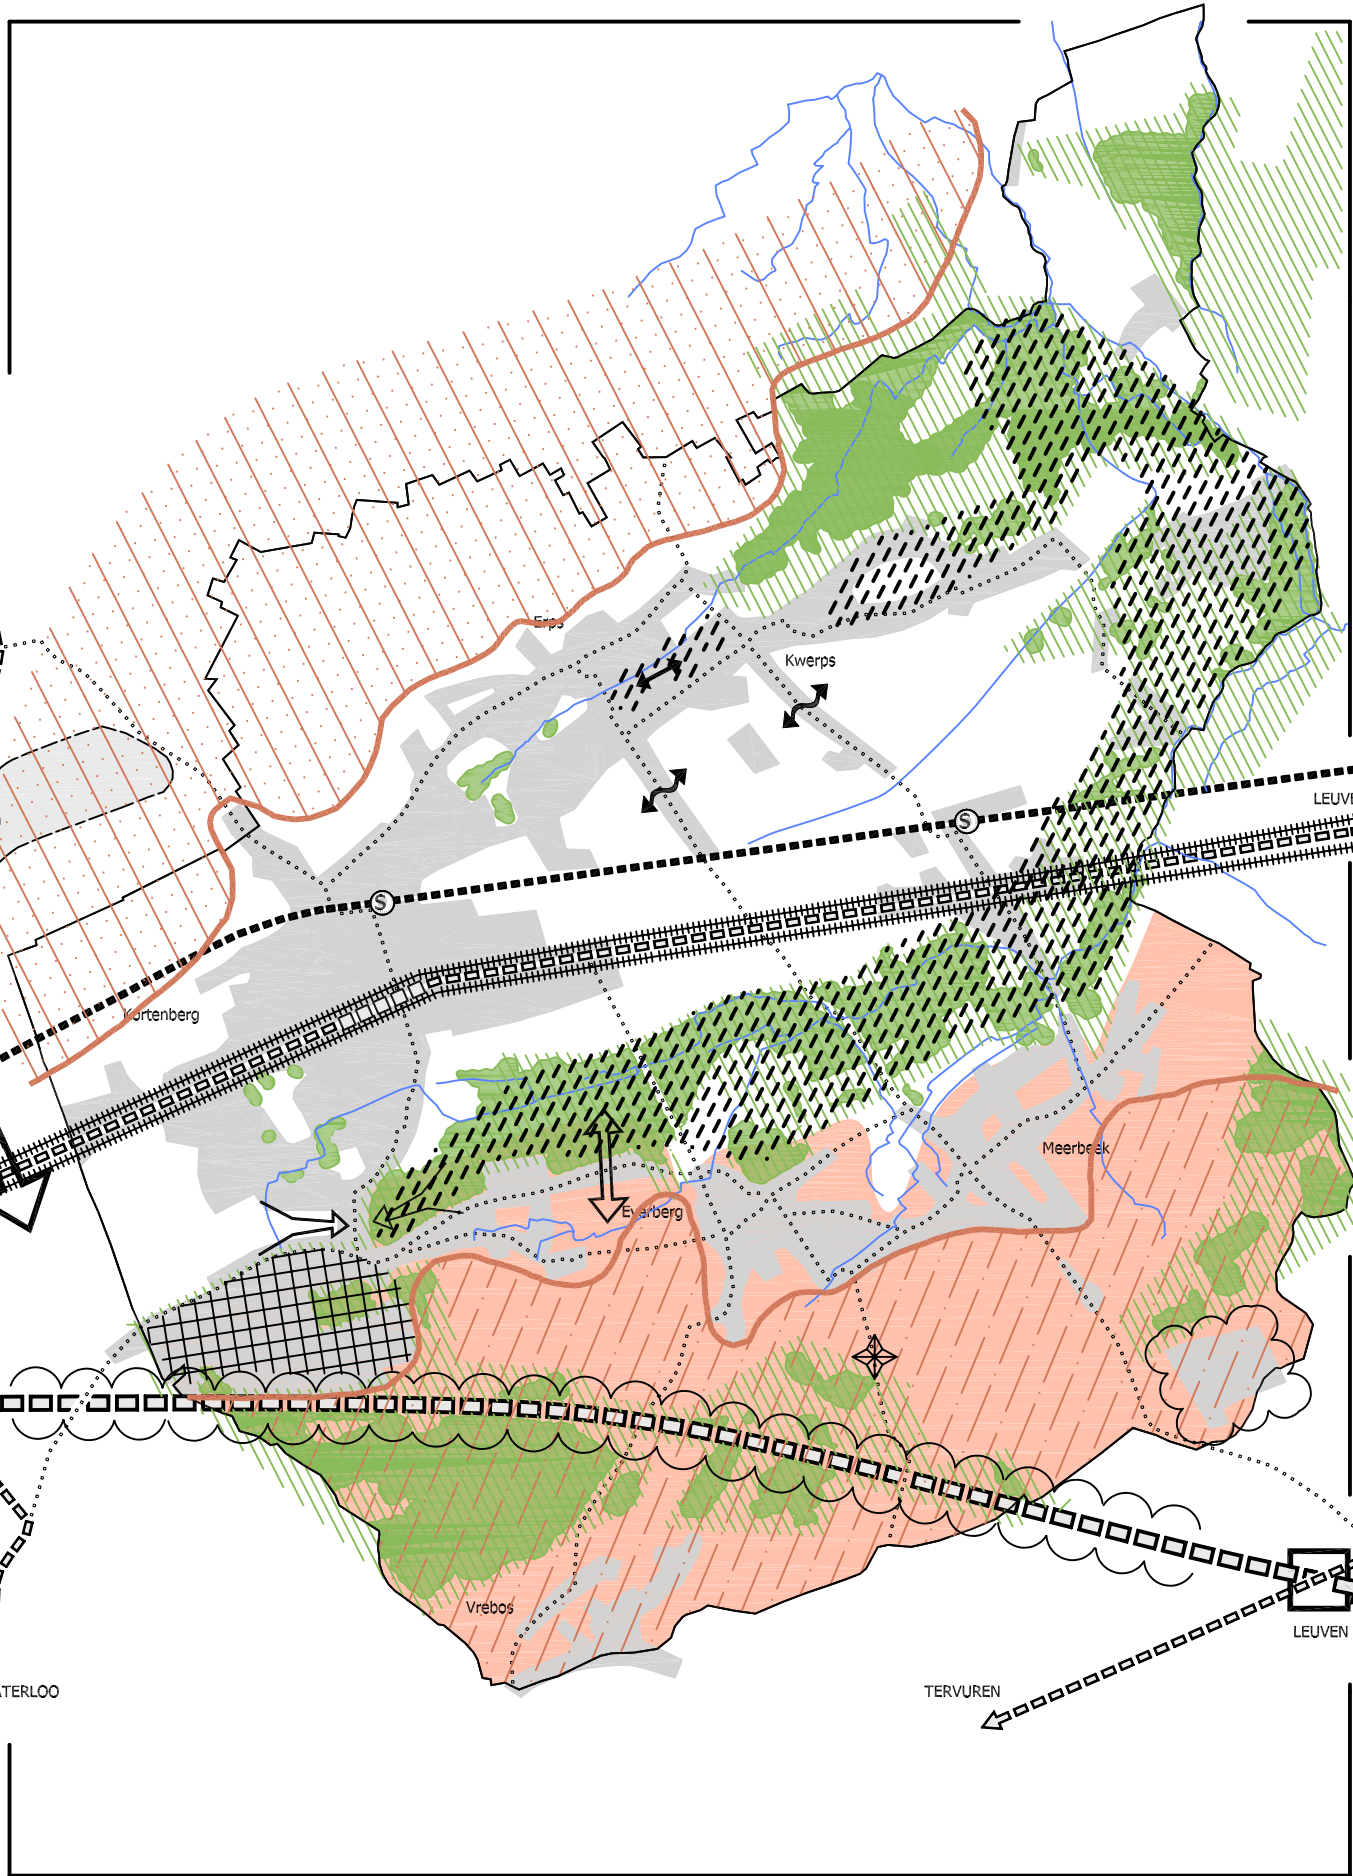 Erps
Kwerps
LEUVE
S
S
Kortenberg
Meerbeek
Everberg
Vrebos
LEUVEN
TERVUREN
ATERLOO